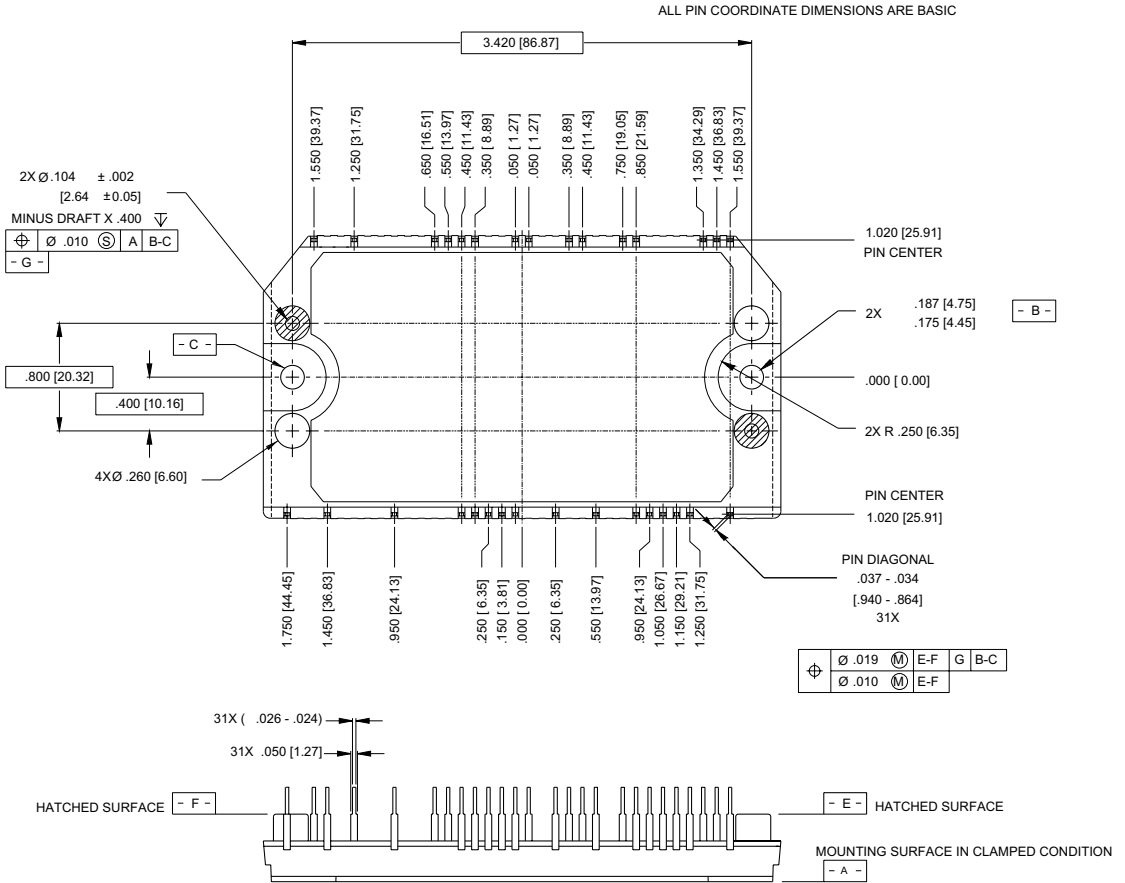 ALL PIN COORDINATE DIMENSIONS ARE BASIC
3.420 [86.87]
1.550 [39.37]
1.250 [31.75]
.650 [16.51]
.550 [13.97]
.450 [11.43]
.350 [ 8.89]
.050 [ 1.27]
.050 [ 1.27]
.350 [ 8.89]
.450 [11.43]
.750 [19.05]
.850 [21.59]
1.350 [34.29]
1.450 [36.83]
1.550 [39.37]
2X Ø .104 ± .002
[2.64 ±0.05]
MINUS DRAFT X .400
Ø .010 Ⓢ A B-C
- G -
1.020 [25.91]
PIN CENTER
2X .187 [4.75]
.175 [4.45]
- B -
- C -
.800 [20.32]
.400 [10.16]
.000 [ 0.00]
2X R .250 [6.35]
4XØ .260 [6.60]
PIN CENTER
1.020 [25.91]
PIN DIAGONAL
.037 - .034
[.940 - .864]
31X
1.750 [44.45]
1.450 [36.83]
.950 [24.13]
.250 [ 6.35]
.150 [ 3.81]
.000 [ 0.00]
.250 [ 6.35]
.550 [13.97]
.950 [24.13]
1.050 [26.67]
1.150 [29.21]
1.250 [31.75]
Ø .019 Ⓜ E-F G B-C
Ø .010 Ⓜ E-F
31X ( .026 - .024)
31X .050 [1.27]
HATCHED SURFACE - F -
- E - HATCHED SURFACE
MOUNTING SURFACE IN CLAMPED CONDITION
- A -